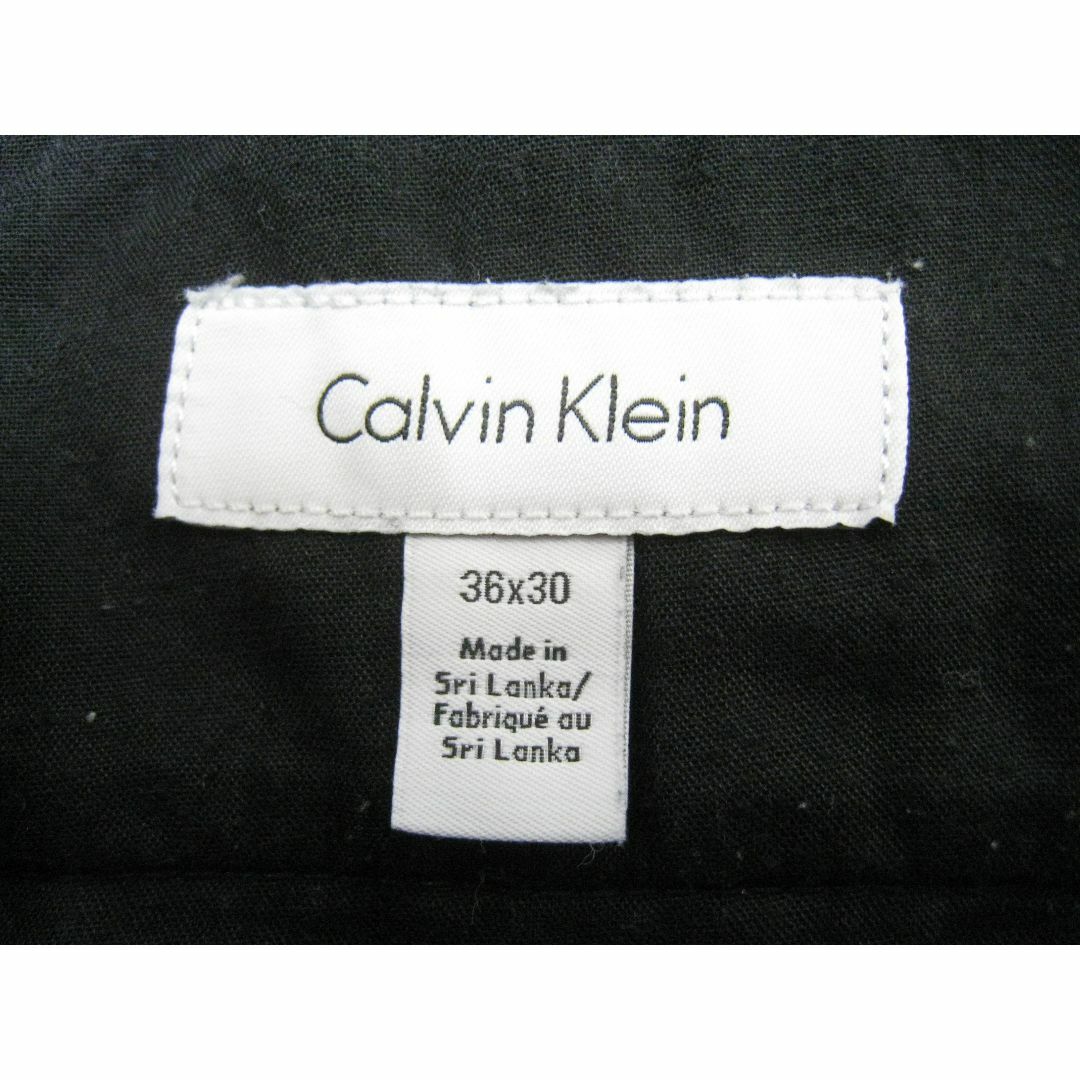 Calvin Klein
36x30
Made in
Sri Lanka/
Fabriqué au
Sri Lanka